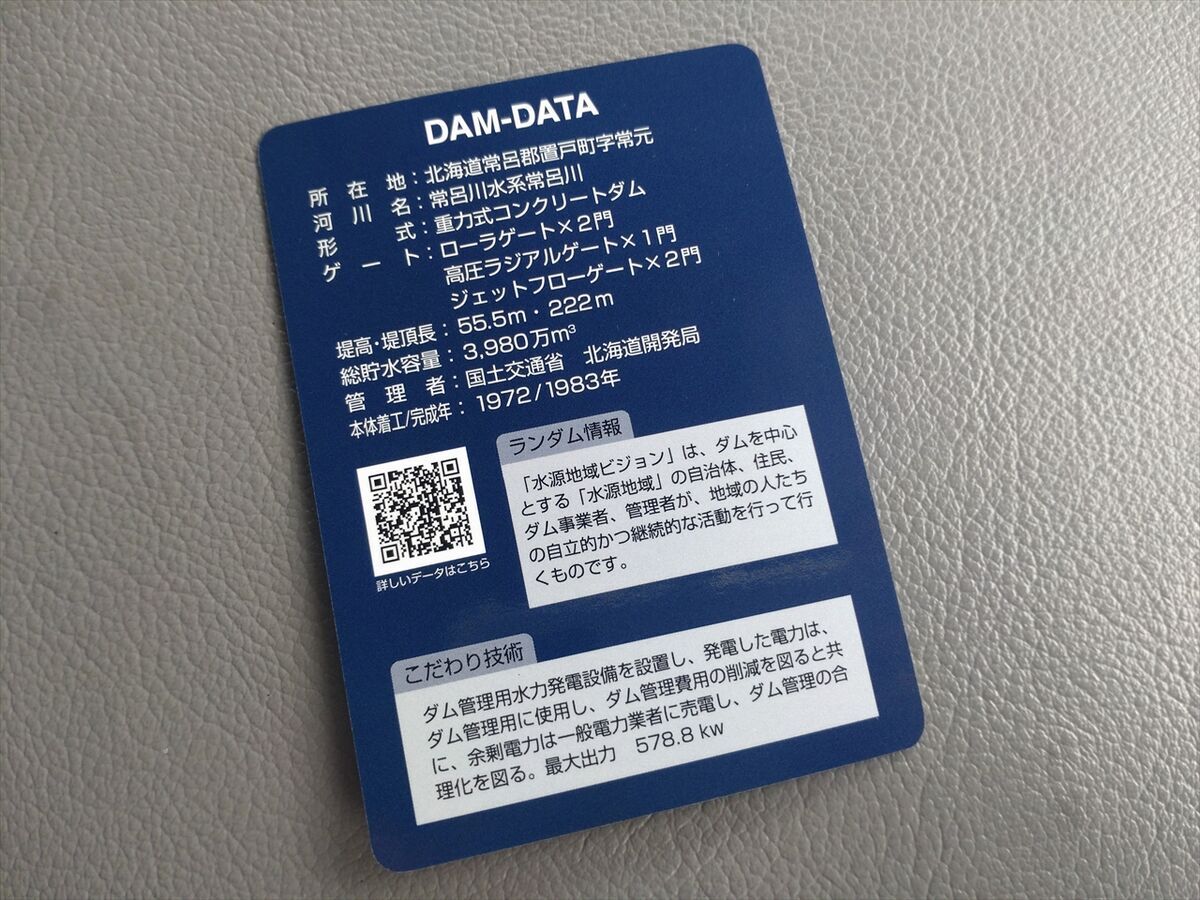 DAM-DATA
所在地：北海道常呂郡置戸町字常元
河川名：常呂川水系常呂川
形式：重力式コンクリートダム
ゲート：ローラゲート×2門
高圧ラジアルゲート×1門
ジェットフローゲート×2門
堤高・堤頂長：55.5m・222m
総貯水容量：3,980万m³
管理者：国土交通省　北海道開発局
本体着工/完成年：1972/1983年
詳しいデータはこちら
ランダム情報
「水源地域ビジョン」は、ダムを中心
とする「水源地域」の自治体、住民、
ダム事業者、管理者が、地域の人たち
の自立的かつ継続的な活動を行って行
くものです。
こだわり技術
ダム管理用水力発電設備を設置し、発電した電力は、
ダム管理用に使用し、ダム管理費用の削減を図ると共
に、余剰電力は一般電力業者に売電し、ダム管理の合
理化を図る。最大出力　578.8 kw